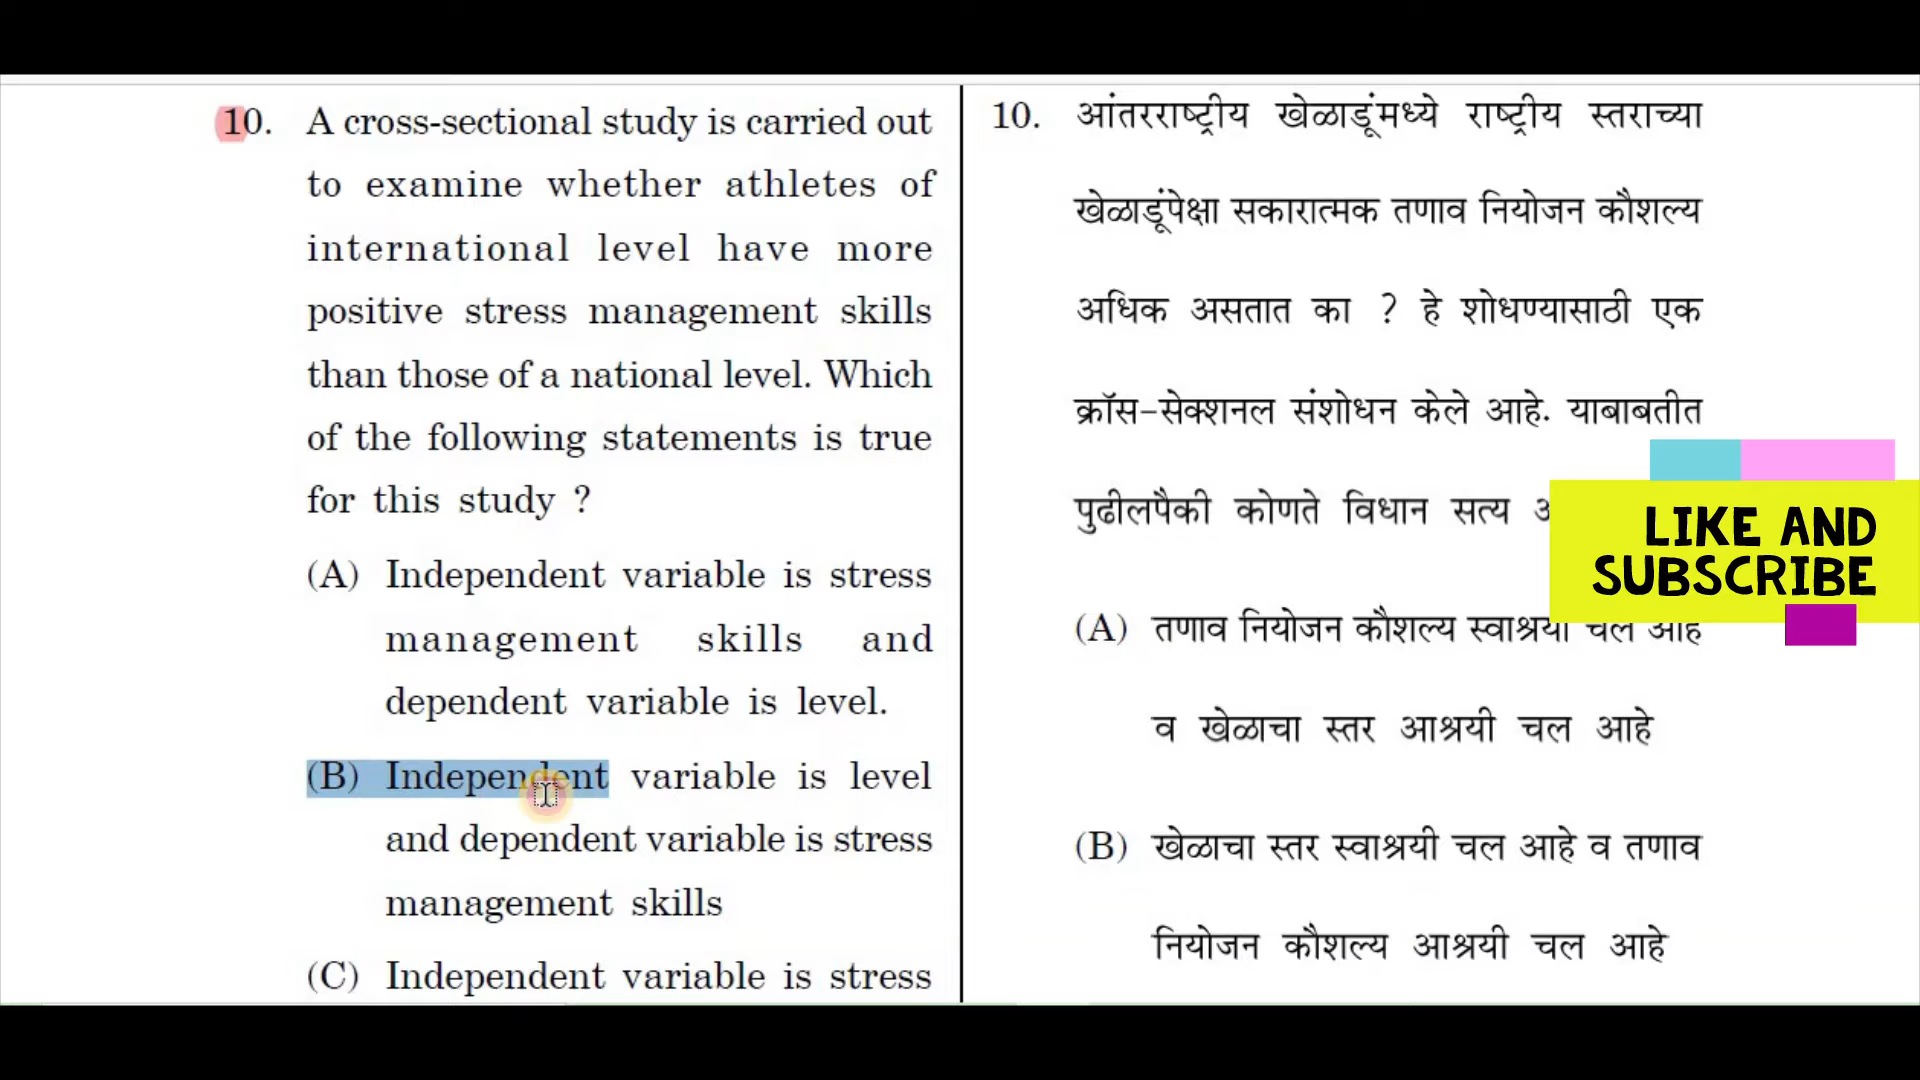 10. A cross-sectional study is carried out
to examine whether athletes of
international level have more
positive stress management skills
than those of a national level. Which
of the following statements is true
for this study ?
(A) Independent variable is stress
management skills and
dependent variable is level.
(B) Independent variable is level
and dependent variable is stress
management skills
(C) Independent variable is stress
10. आंतरराष्ट्रीय खेळाडूंमध्ये राष्ट्रीय स्तराच्या
खेळाडूंपेक्षा सकारात्मक तणाव नियोजन कौशल्य
अधिक असतात का ? हे शोधण्यासाठी एक
क्रॉस-सेक्शनल संशोधन केले आहे. याबाबतीत
पुढीलपैकी कोणते विधान सत्य
(A) तणाव नियोजन कौशल्य स्वाश्रयी चल आहे
व खेळाचा स्तर आश्रयी चल आहे
(B) खेळाचा स्तर स्वाश्रयी चल आहे व तणाव
नियोजन कौशल्य आश्रयी चल आहे
LIKE AND
SUBSCRIBE